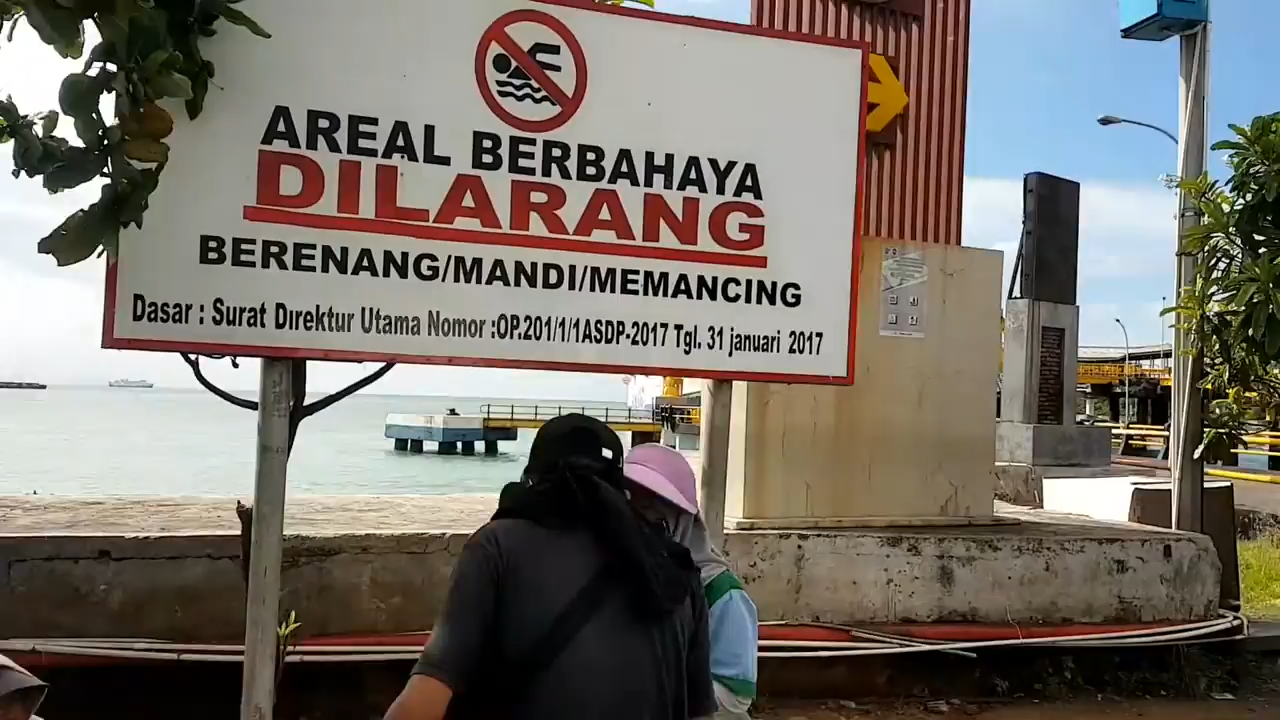 AREAL BERBAHAYA
DILARANG
BERENANG/MANDI/MEMANCING
Dasar : Surat Direktur Utama Nomor :OP.201/1/1ASDP-2017 Tgl. 31 januari 2017